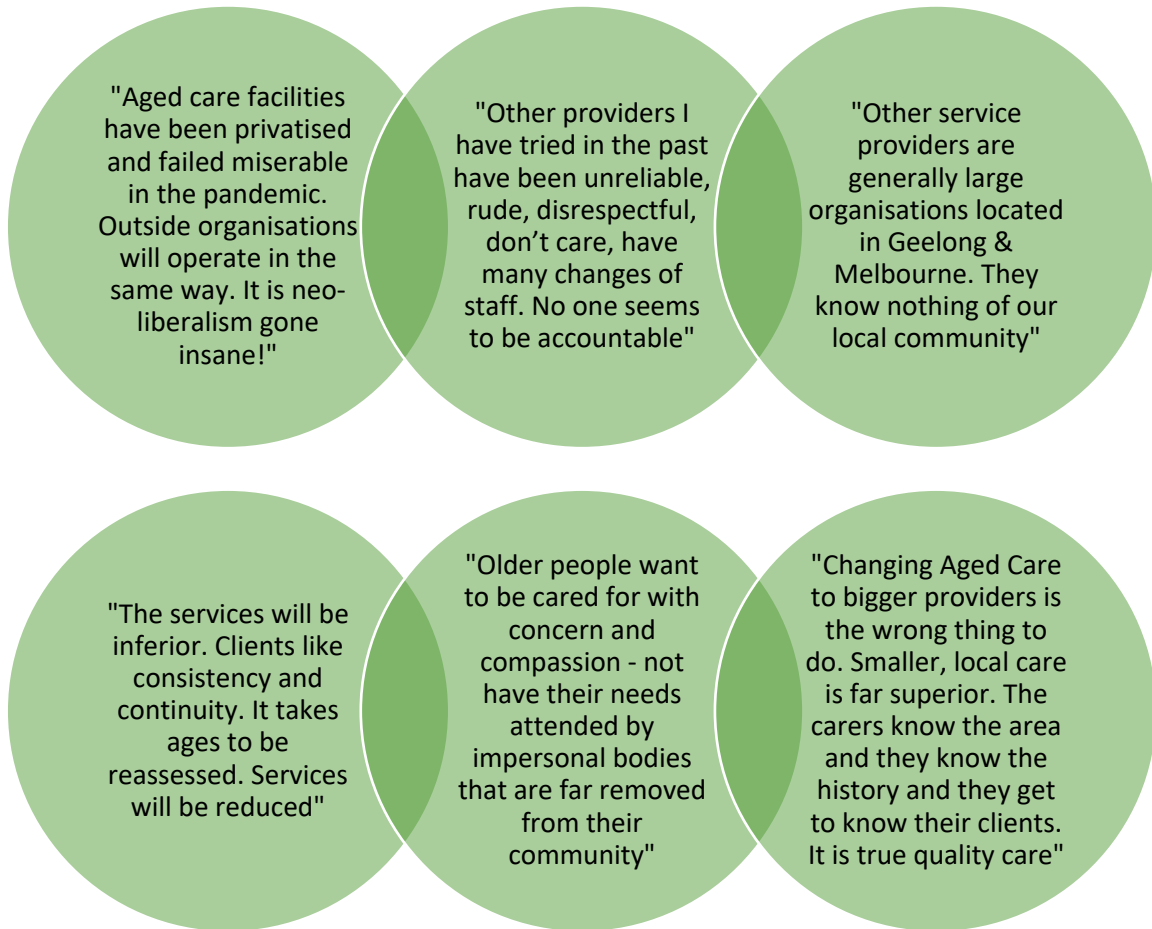 "Aged care facilities
have been privatised
and failed miserable
in the pandemic.
Outside organisations
will operate in the
same way. It is neo-
liberalism gone
insane!"
"Other providers I
have tried in the past
have been unreliable,
rude, disrespectful,
don’t care, have
many changes of
staff. No one seems
to be accountable"
"Other service
providers are
generally large
organisations located
in Geelong &
Melbourne. They
know nothing of our
local community"
"The services will be
inferior. Clients like
consistency and
continuity. It takes
ages to be
reassessed. Services
will be reduced"
"Older people want
to be cared for with
concern and
compassion - not
have their needs
attended by
impersonal bodies
that are far removed
from their
community"
"Changing Aged Care
to bigger providers is
the wrong thing to
do. Smaller, local care
is far superior. The
carers know the area
and they know the
history and they get
to know their clients.
It is true quality care"